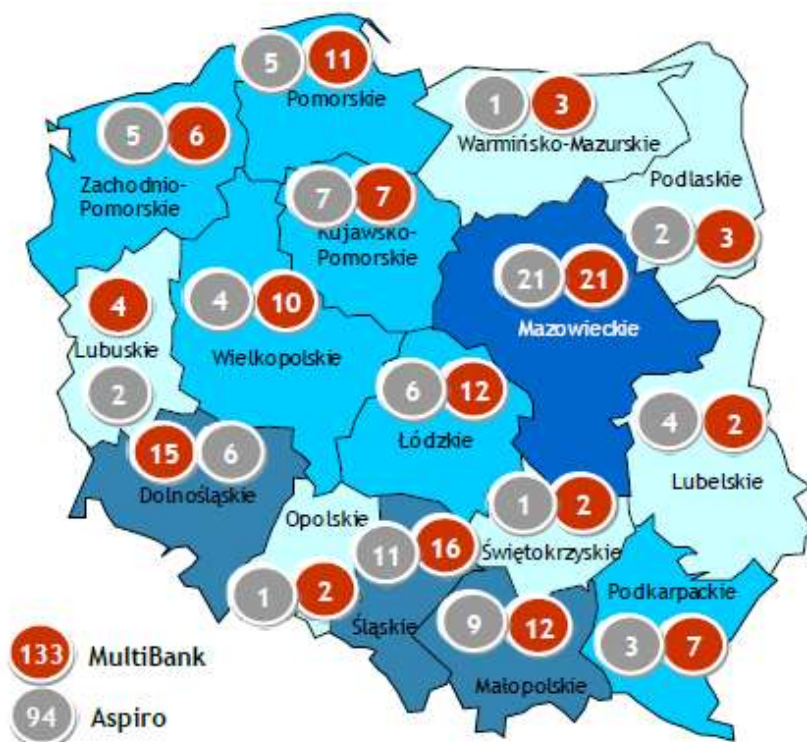 5 11
Pomorskie
5 6
Zachodnio-
Pomorskie
1 3
Warmińsko-Mazurskie
Podlaskie
2 3
7 7
Kujawsko-
Pomorskie
21 21
Mazowieckie
4
Lubuskie
2
4 10
Wielkopolskie
6 12
Łódzkie
4 2
Lubelskie
15 6
Dolnośląskie
Opolskie
1 2
11 16
Śląskie
1 2
Świętokrzyskie
9 12
Małopolskie
Podkarpackie
3 7
133 MultiBank
94 Aspiro